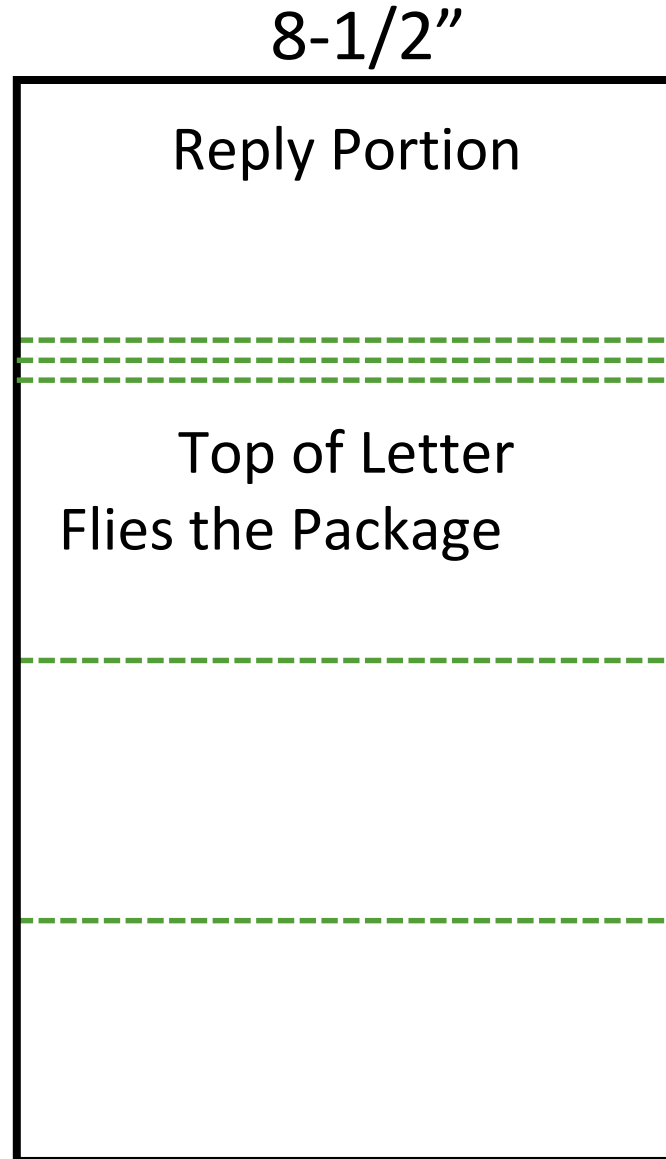 8-1/2”
Reply Portion
Top of Letter
Flies the Package